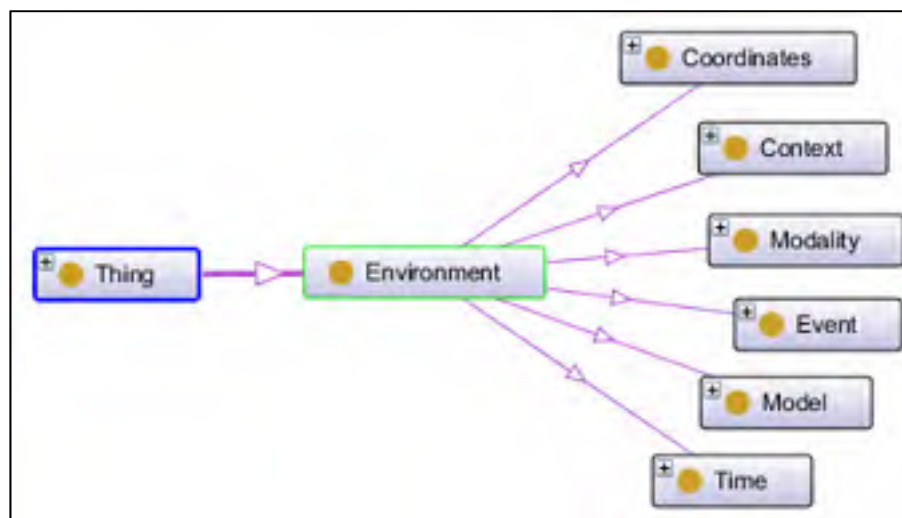 Coordinates
Context
Modality
Thing
Environment
Event
Model
Time